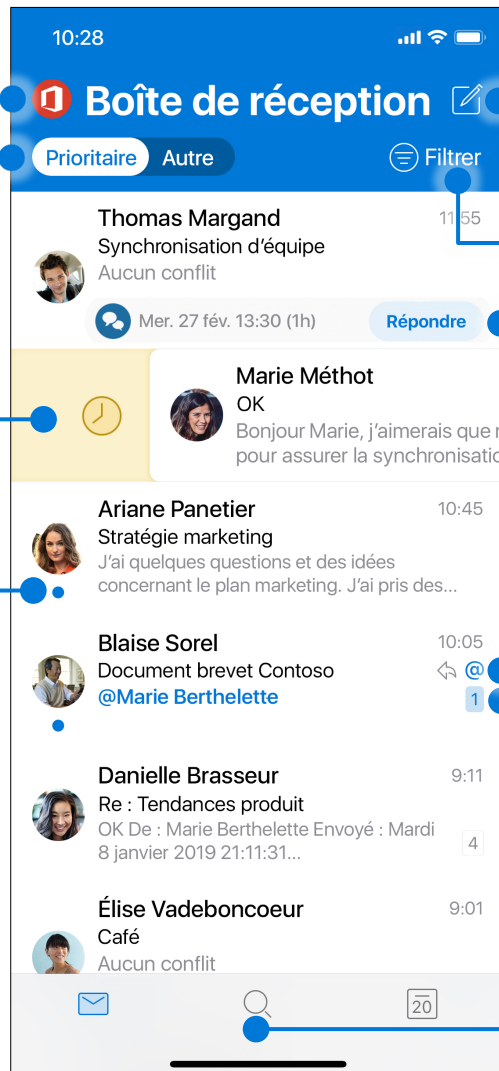 10:28
Boîte de réception
Prioritaire Autre Filtrer
Thomas Margand 11:55
Synchronisation d'équipe
Aucun conflit
Mer. 27 fév. 13:30 (1h) Répondre
Marie Méthot
OK
Bonjour Marie, j'aimerais que
pour assurer la
Ariane Panetier 10:45
Stratégie marketing
J'ai quelques questions et des idées
concernant le plan marketing. J'ai pris des...
Blaise Sorel 10:05
Document brevet Contoso @
@Marie Berthelette 1
Danielle Brasseur 9:11
Re : Tendances produit
OK De : Marie Berthelette Envoyé : Mardi
8 janvier 2019 21:11:31... 4
Élise Vadeboncoeur 9:01
Café
Aucun conflit
20